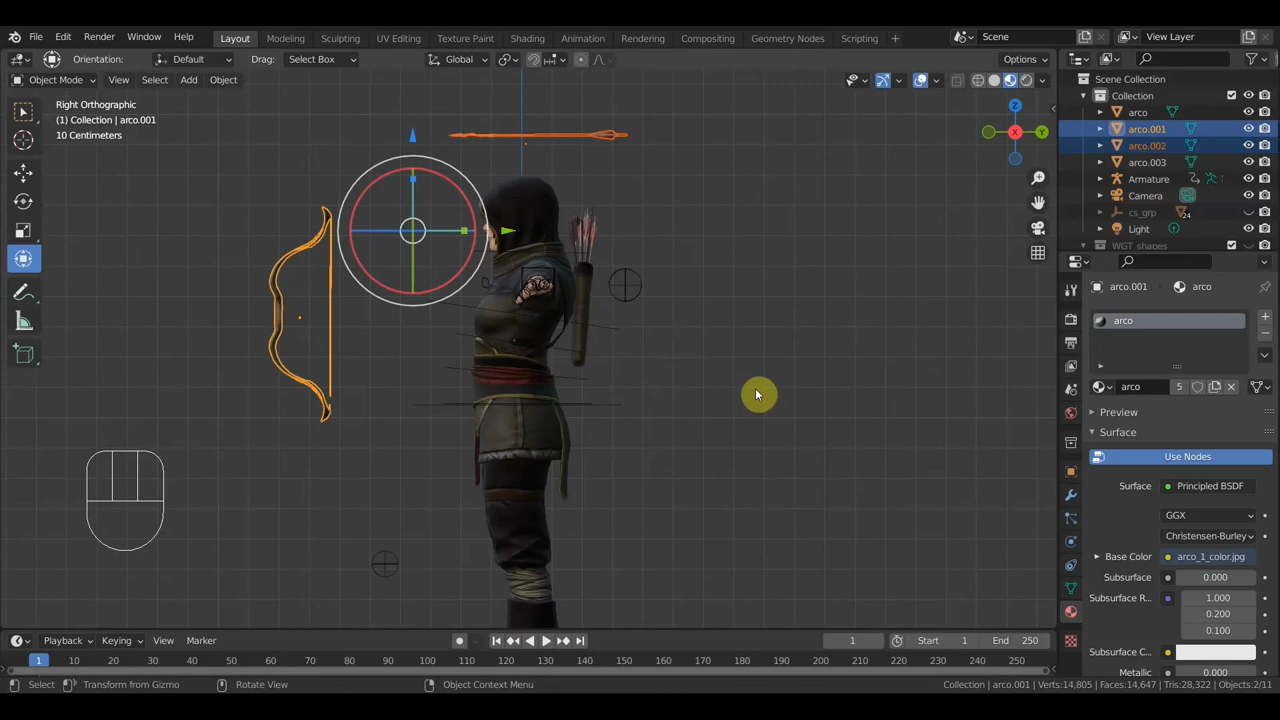 File Edit Render Window Help Layout Modeling Sculpting UV Editing Texture Paint Shading Animation Rendering Compositing Geometry Nodes Scripting + Scene View Layer
Orientation: Default Drag: Select Box Global Options
Object Mode View Select Add Object
Right Orthographic
(1) Collection | arco.001
10 Centimeters
Z
X
Y
Scene Collection
Collection
arco
arco.001
arco.002
arco.003
Armature
Camera
cs_grp 24
Light
WGT_shapes
arco.001 > arco
arco
arco 5
Preview
Surface
Use Nodes
Surface Principled BSDF
GGX
Christensen-Burley
Base Color arco_1_color.jpg
Subsurface 0.000
Subsurface R... 1.000
0.200
0.100
Subsurface C...
Metallic 0.000
Playback Keying View Marker 1 Start 1 End 250
1 10 20 30 40 50 60 70 80 90 100 110 120 130 140 150 160 170 180 190 200 210 220 230 240 250
Select Transform from Gizmo Rotate View Object Context Menu Collection | arco.001 | Verts:14,805 | Faces:14,647 | Tris:28,322 | Objects:2/11